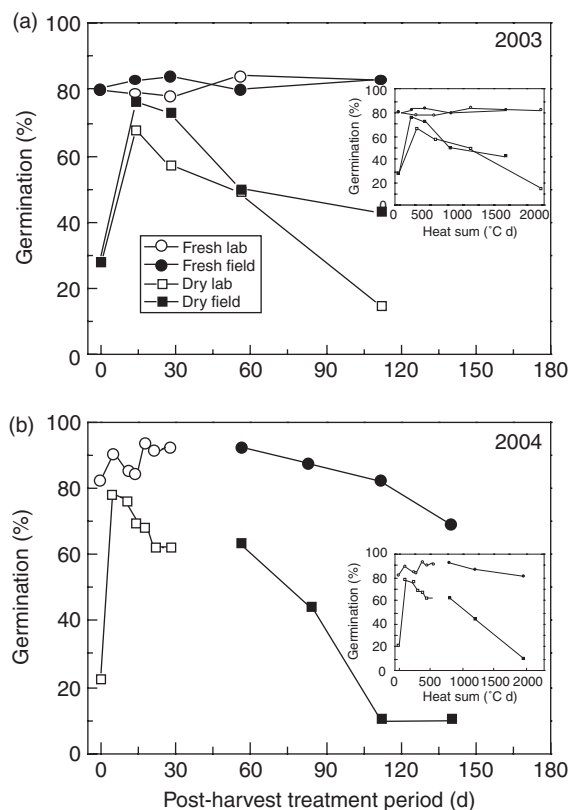 (a)
2003
100
80
60
40
20
0
Germination (%)
Fresh lab
Fresh field
Dry lab
Dry field
0 30 60 90 120 150 180
100
80
60
40
20
0
Germination (%)
0 500 1000 1500 2000
Heat sum (°C d)
(b)
2004
100
80
60
40
20
0
Germination (%)
0 30 60 90 120 150 180
Post-harvest treatment period (d)
100
80
60
40
20
0
Germination (%)
0 500 1000 1500 2000
Heat sum (°C d)